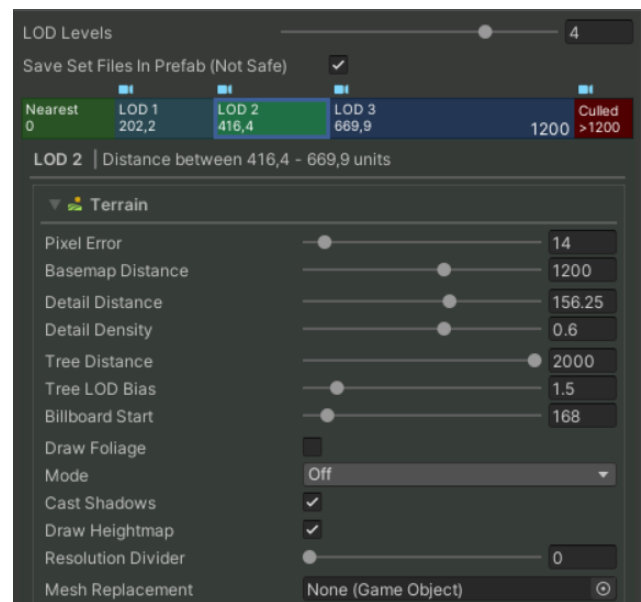 LOD Levels 4
Save Set Files In Prefab (Not Safe)
Nearest LOD 1 LOD 2 LOD 3 Culled
0 202,2 416,4 669,9 1200 >1200
LOD 2 | Distance between 416,4 - 669,9 units
Terrain
Pixel Error 14
Basemap Distance 1200
Detail Distance 156.25
Detail Density 0.6
Tree Distance 2000
Tree LOD Bias 1.5
Billboard Start 168
Draw Foliage
Mode Off
Cast Shadows
Draw Heightmap
Resolution Divider 0
Mesh Replacement None (Game Object)